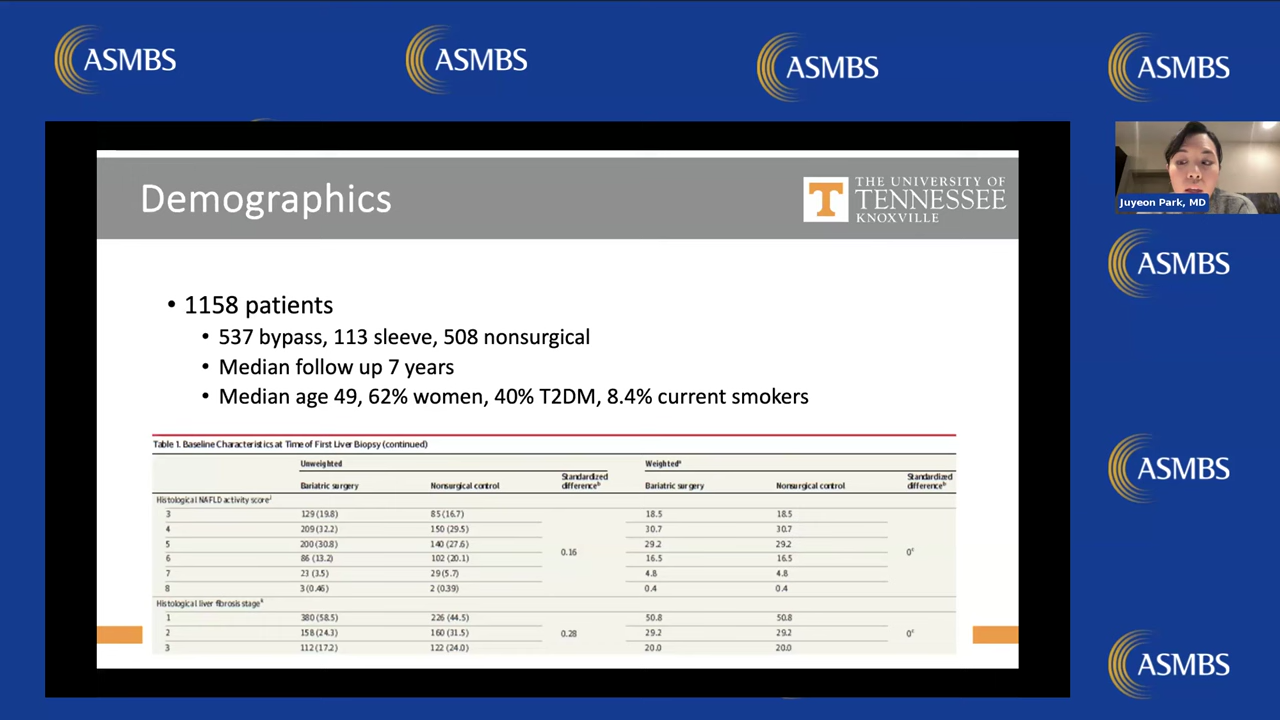 ASMBS
ASMBS
ASMBS
ASMBS
Demographics
T
THE UNIVERSITY OF
TENNESSEE
KNOXVILLE
Juyeon Park, MD
ASMBS
• 1158 patients
• 537 bypass, 113 sleeve, 508 nonsurgical
• Median follow up 7 years
• Median age 49, 62% women, 40% T2DM, 8.4% current smokers
Table 1. Baseline Characteristics at Time of First Liver Biopsy (continued)
Unweighted Weightedᵃ
Bariatric surgery Nonsurgical control Standardized differenceᵇ Bariatric surgery Nonsurgical control Standardized differenceᵇ
Histological NAFLD activity scoreʲ
3 129 (19.8) 85 (16.7) 18.5 18.5
4 209 (32.2) 150 (29.5) 30.7 30.7
5 200 (30.8) 140 (27.6) 29.2 29.2
0.16 0ᶜ
6 86 (13.2) 102 (20.1) 16.5 16.5
7 23 (3.5) 29 (5.7) 4.8 4.8
8 3 (0.46) 2 (0.39) 0.4 0.4
Histological liver fibrosis stageᵏ
1 380 (58.5) 226 (44.5) 50.8 50.8
2 158 (24.3) 160 (31.5) 0.28 29.2 29.2 0ᶜ
3 112 (17.2) 122 (24.0) 20.0 20.0
ASMBS
ASMBS